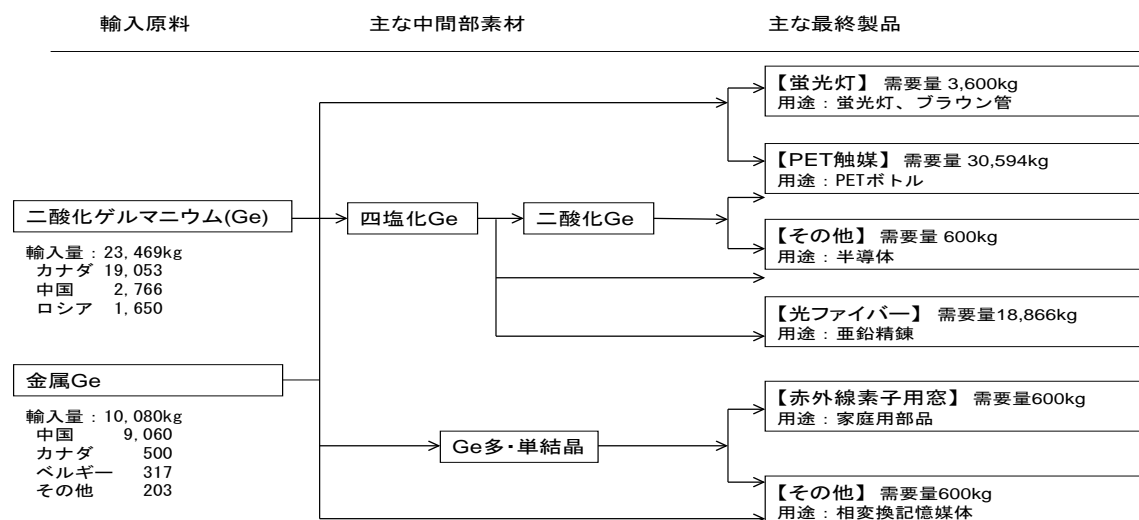 輸入原料 主な中間部素材 主な最終製品
【蛍光灯】 需要量 3,600kg
用途：蛍光灯、ブラウン管
【PET触媒】 需要量 30,594kg
用途：PETボトル
二酸化ゲルマニウム(Ge)
四塩化Ge
二酸化Ge
輸入量：23,469kg
カナダ 19,053
中国 2,766
ロシア 1,650
【その他】 需要量 600kg
用途：半導体
【光ファイバー】 需要量18,866kg
用途：亜鉛精錬
金属Ge
輸入量：10,080kg
中国 9,060
カナダ 500
ベルギー 317
その他 203
Ge多・単結晶
【赤外線素子用窓】 需要量600kg
用途：家庭用部品
【その他】 需要量600kg
用途：相変換記憶媒体